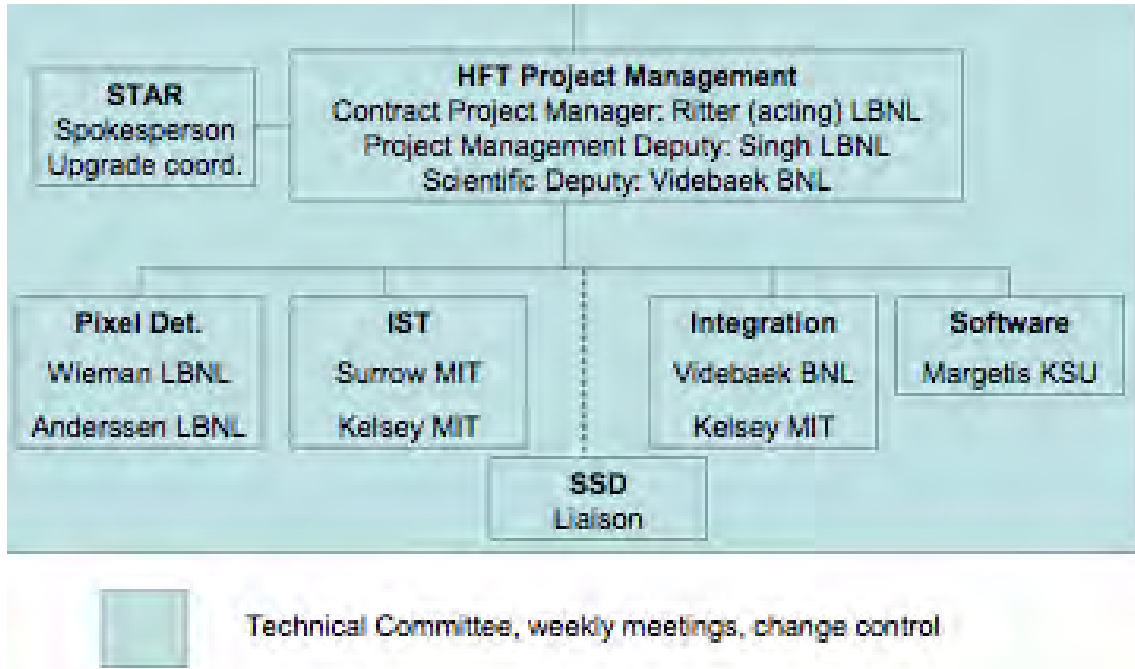 STAR
Spokesperson
Upgrade coord.
HFT Project Management
Contract Project Manager: Ritter (acting) LBNL
Project Management Deputy: Singh LBNL
Scientific Deputy: Videbaek BNL
Pixel Det.
Wieman LBNL
Anderssen LBNL
IST
Surrow MIT
Kelsey MIT
Integration
Videbaek BNL
Kelsey MIT
Software
Margetis KSU
SSD
Liaison
Technical Committee, weekly meetings, change control